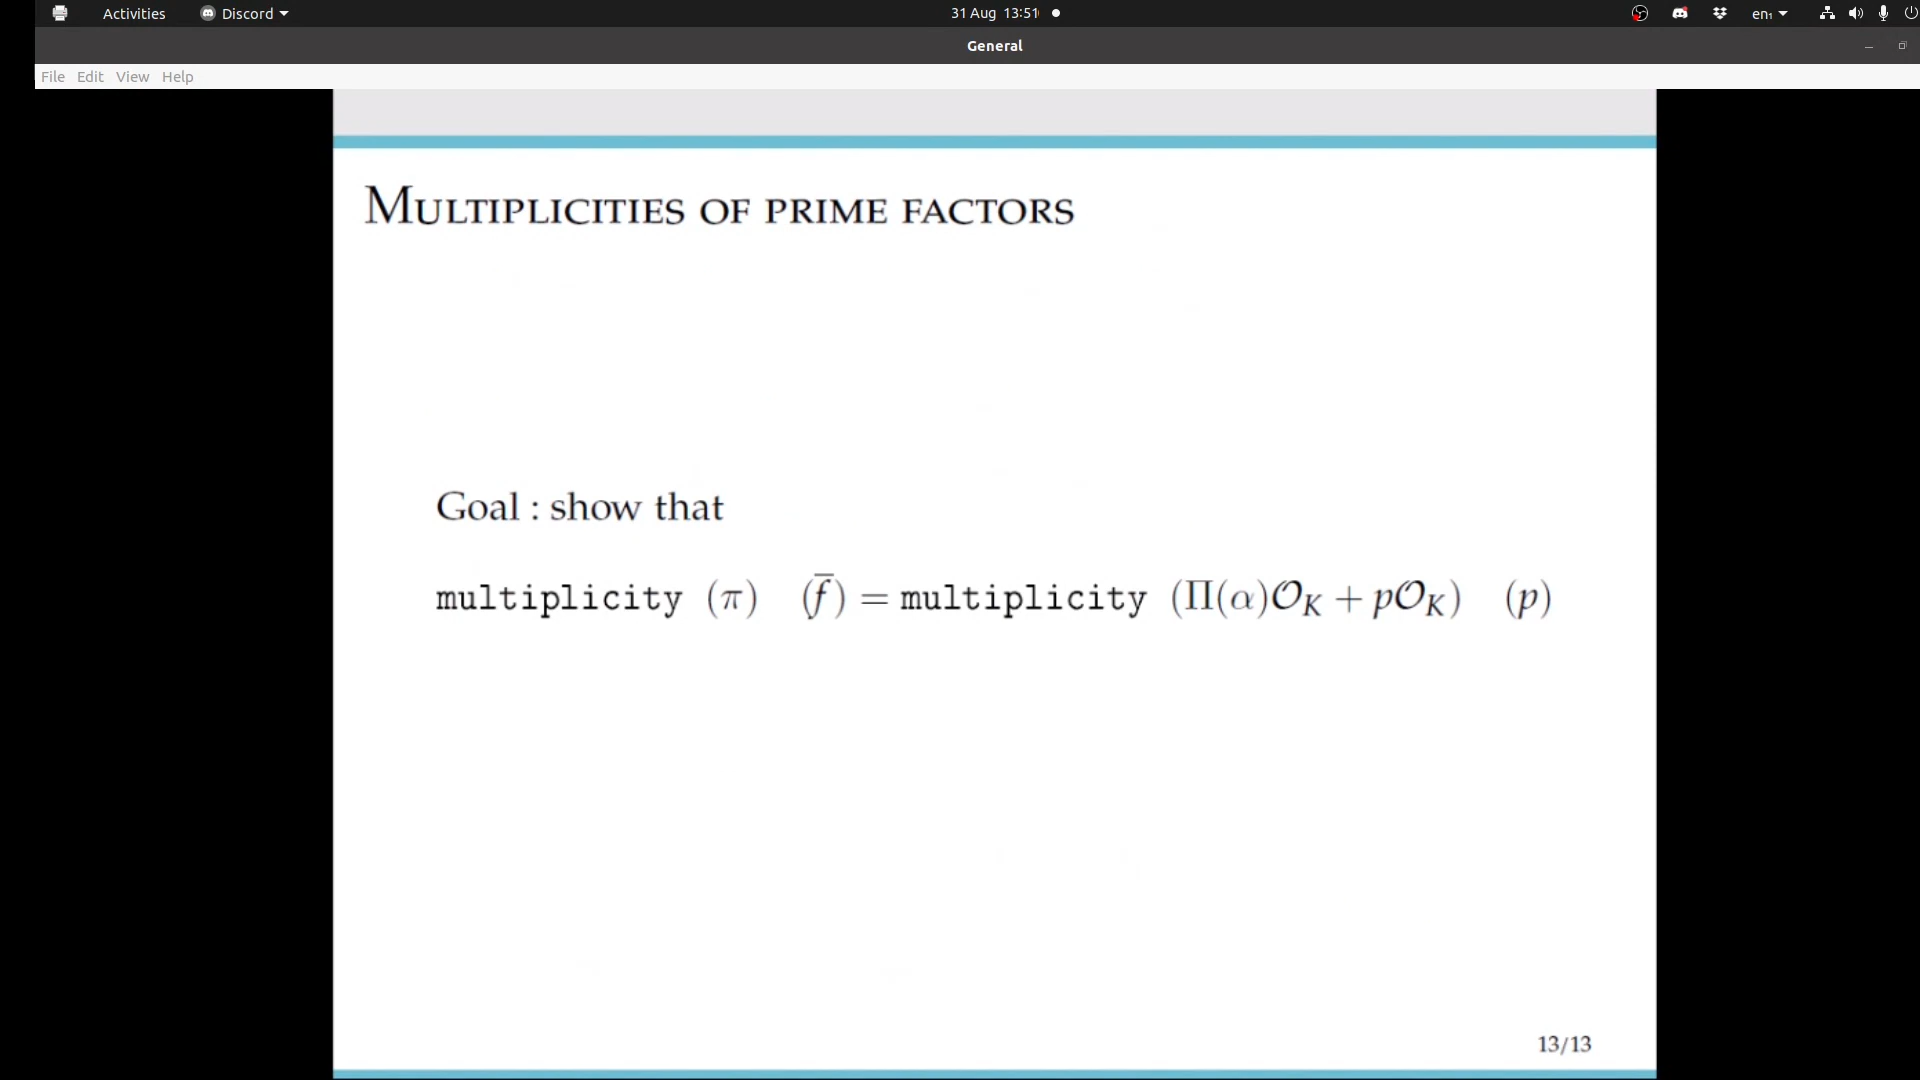 Activities Discord 31 Aug 13:51 en₁
General
File Edit View Help
Multiplicities of prime factors
Goal : show that
multiplicity (π) (f̅) = multiplicity (Π(α)𝒪_K + p𝒪_K) (p)
13/13